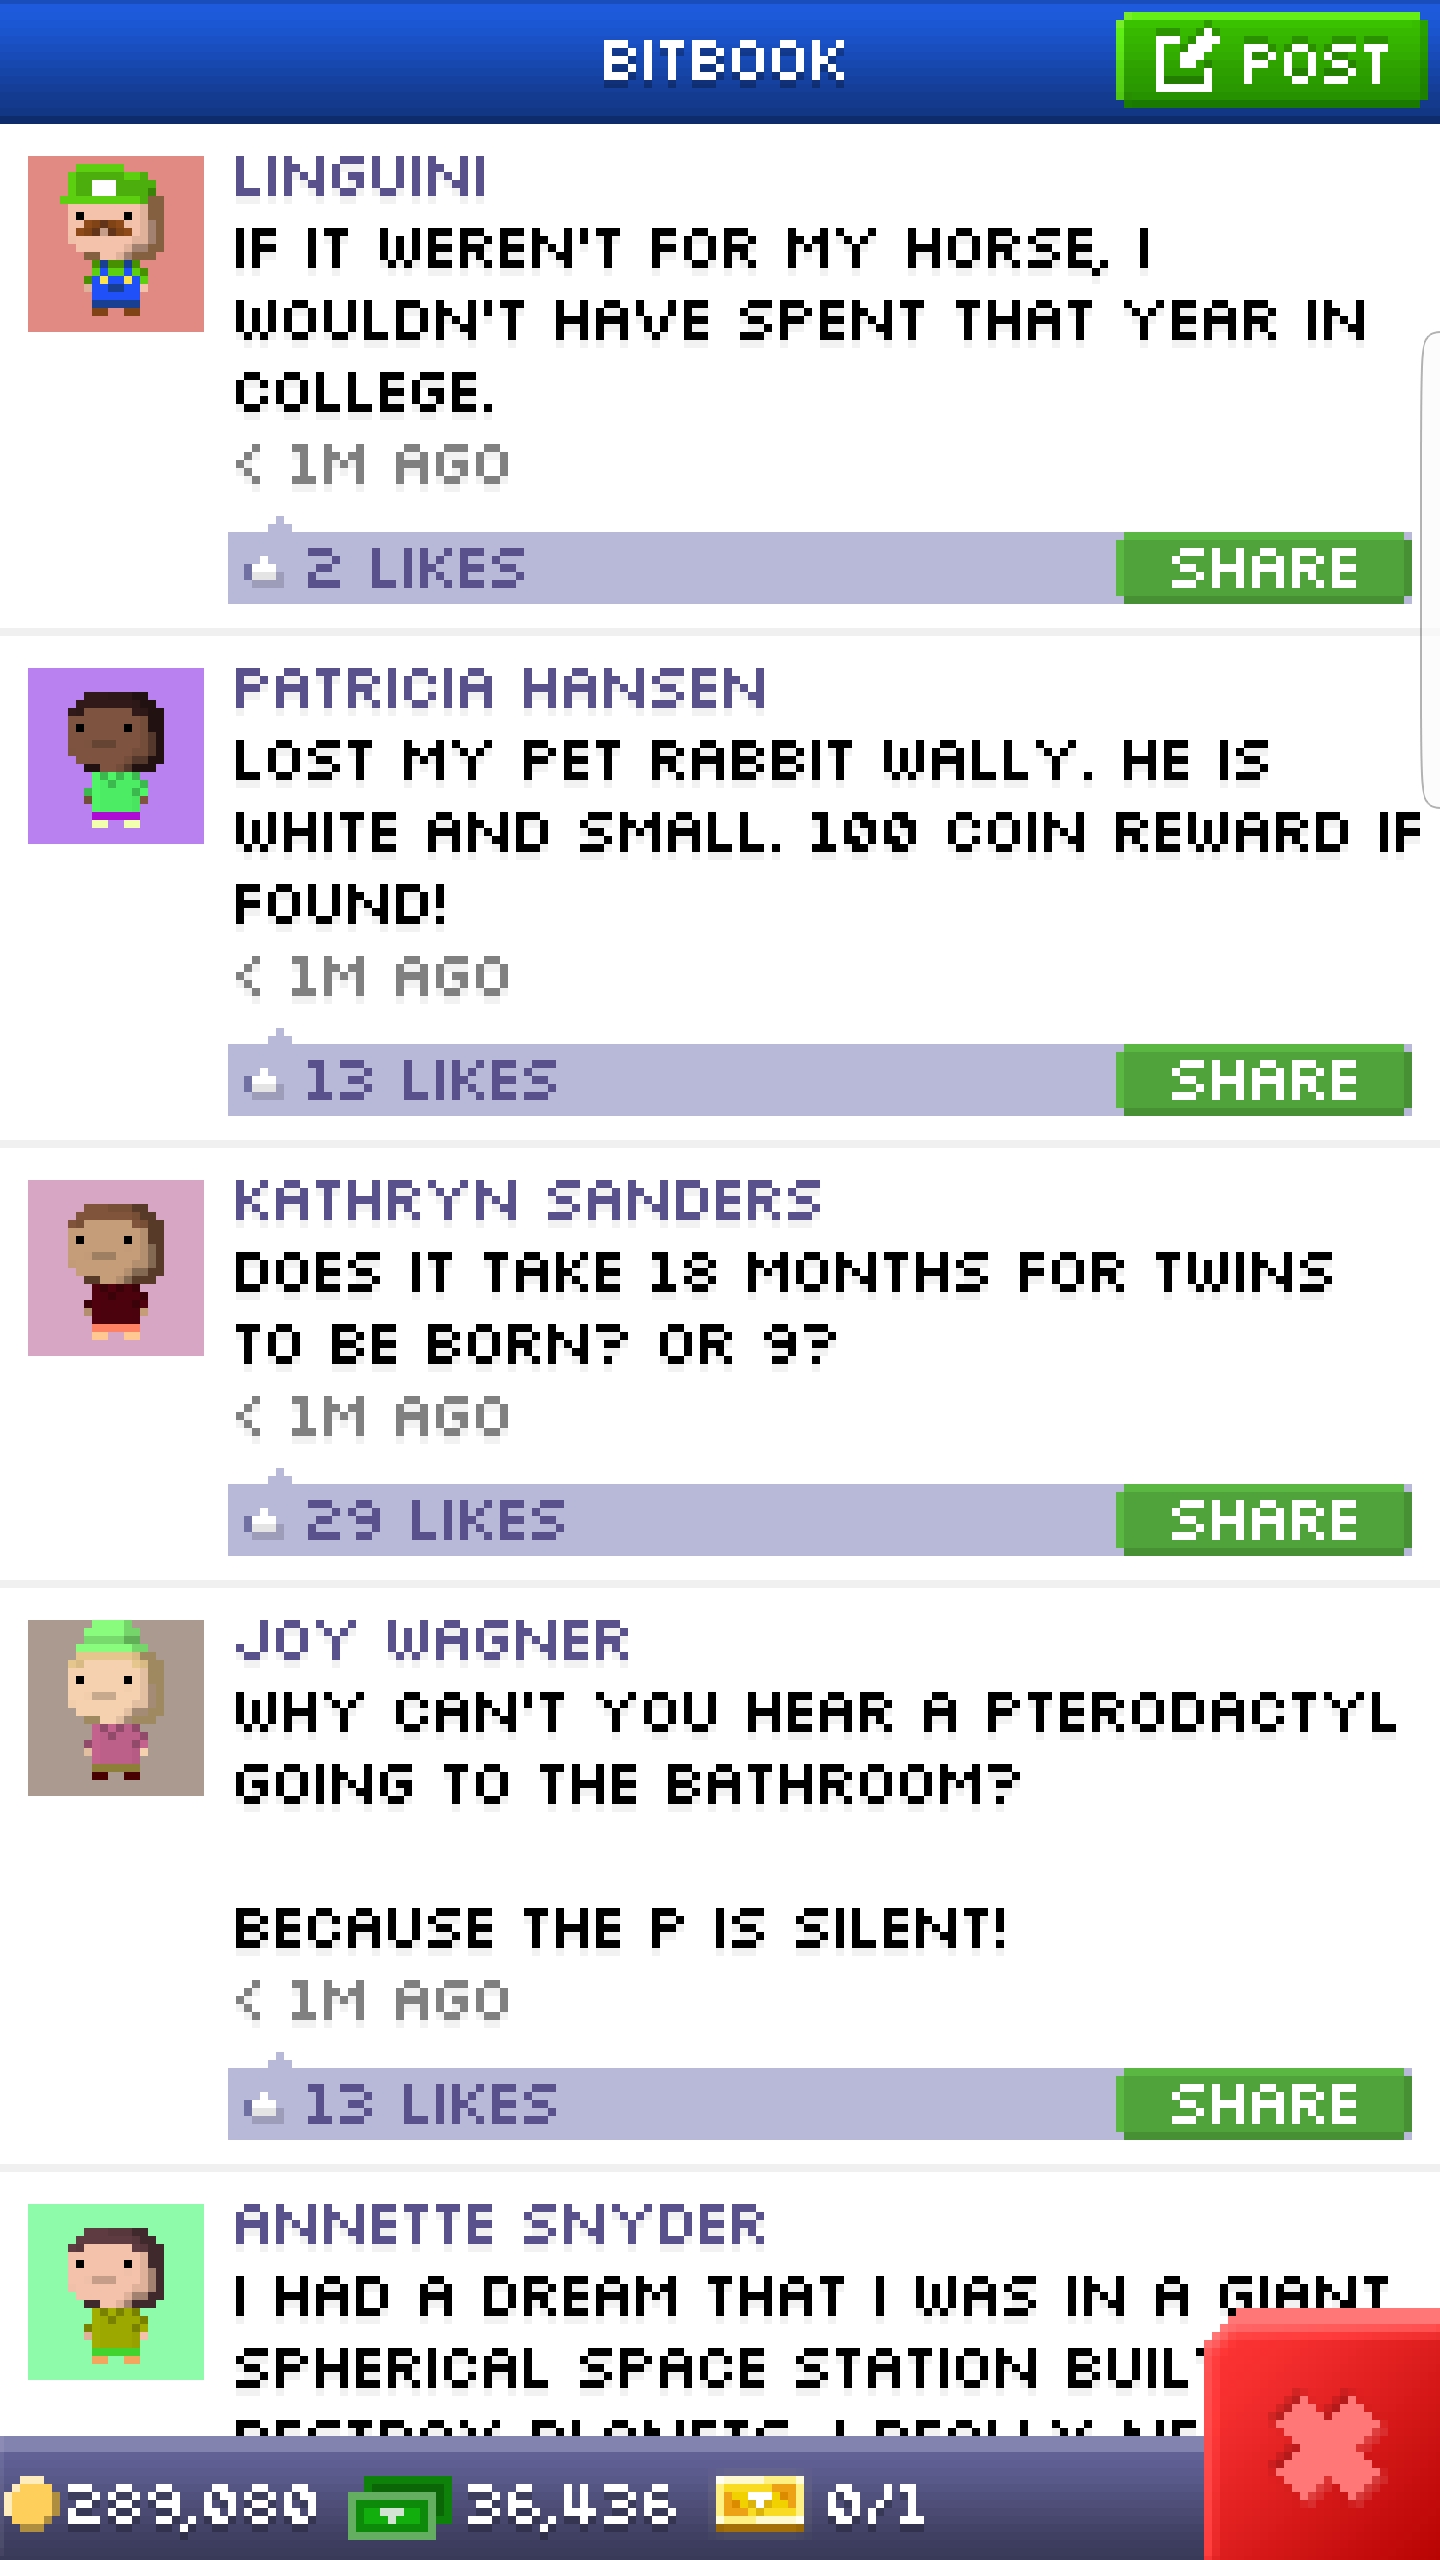 BITBOOK
POST
LINGUINI
IF IT WEREN'T FOR MY HORSE, I
WOULDN'T HAVE SPENT THAT YEAR IN
COLLEGE.
< 1M AGO
2 LIKES
SHARE
PATRICIA HANSEN
LOST MY PET RABBIT WALLY. HE IS
WHITE AND SMALL. 100 COIN REWARD IF
FOUND!
< 1M AGO
13 LIKES
SHARE
KATHRYN SANDERS
DOES IT TAKE 18 MONTHS FOR TWINS
TO BE BORN? OR 9?
< 1M AGO
29 LIKES
SHARE
JOY WAGNER
WHY CAN'T YOU HEAR A PTERODACTYL
GOING TO THE BATHROOM?
BECAUSE THE P IS SILENT!
< 1M AGO
13 LIKES
SHARE
ANNETTE SNYDER
I HAD A DREAM THAT I WAS IN A GIANT
SPHERICAL SPACE STATION BUILT
DESTROY PLANETS. I REALLY
289,080
36,436
0/1